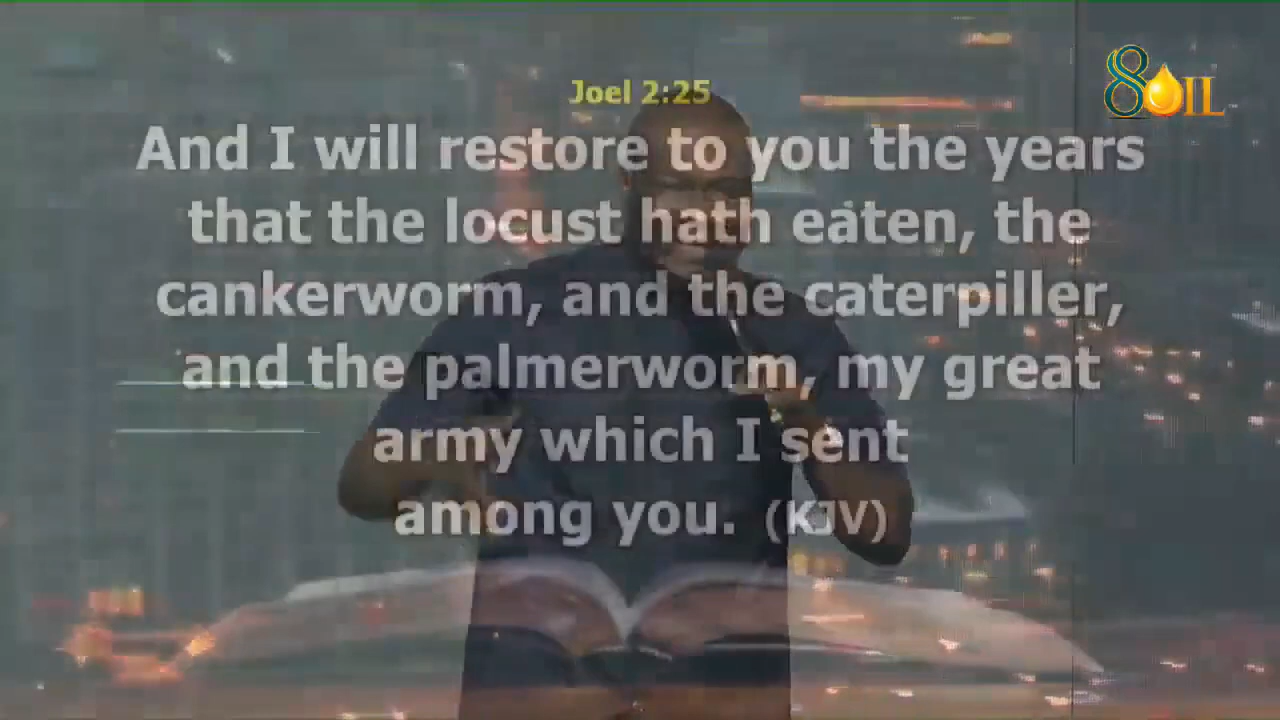 8OIL
Joel 2:25
And I will restore to you the years
that the locust hath eaten, the
cankerworm, and the caterpiller,
and the palmerworm, my great
army which I sent
among you. (KJV)